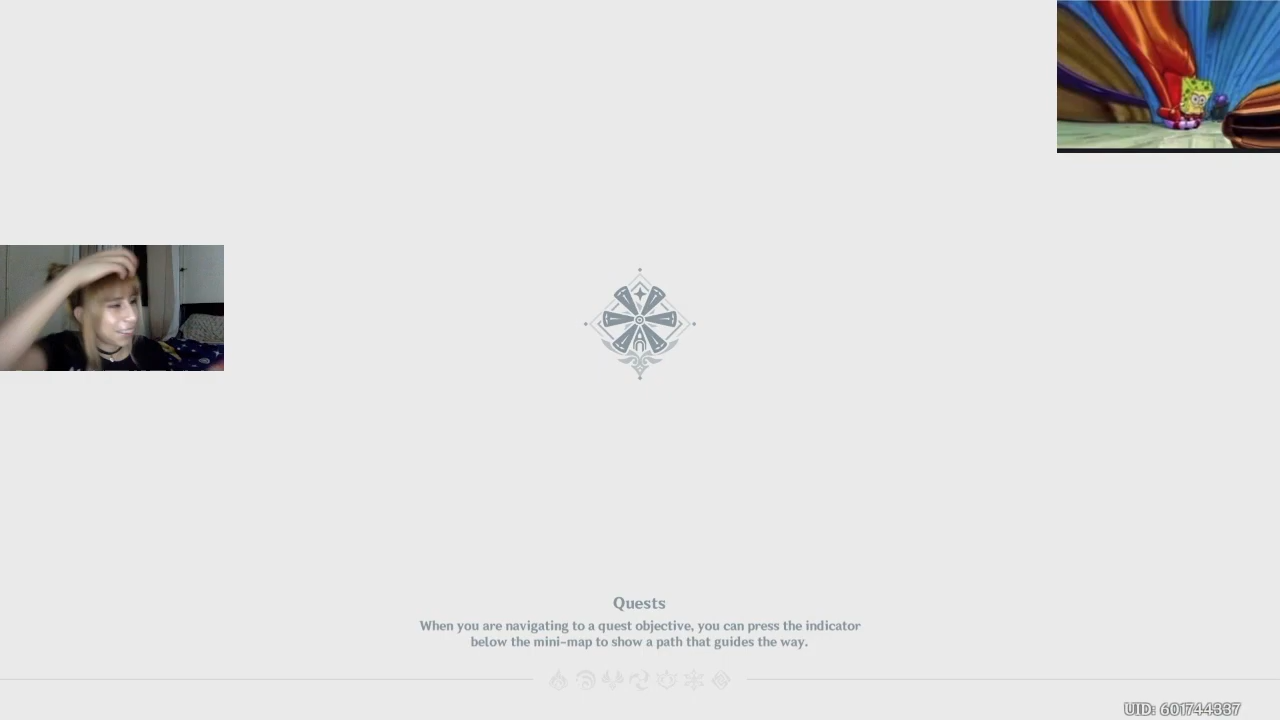 Quests
When you are navigating to a quest objective, you can press the indicator
below the mini-map to show a path that guides the way.
UID: 601744337